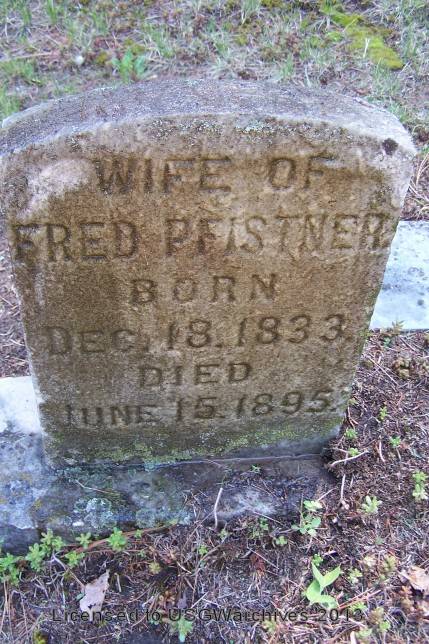 WIFE OF
FRED PFISTNER
BORN
DEC. 18. 1833.
DIED
JUNE 15. 1895.
Licensed to USGWarchives 2013